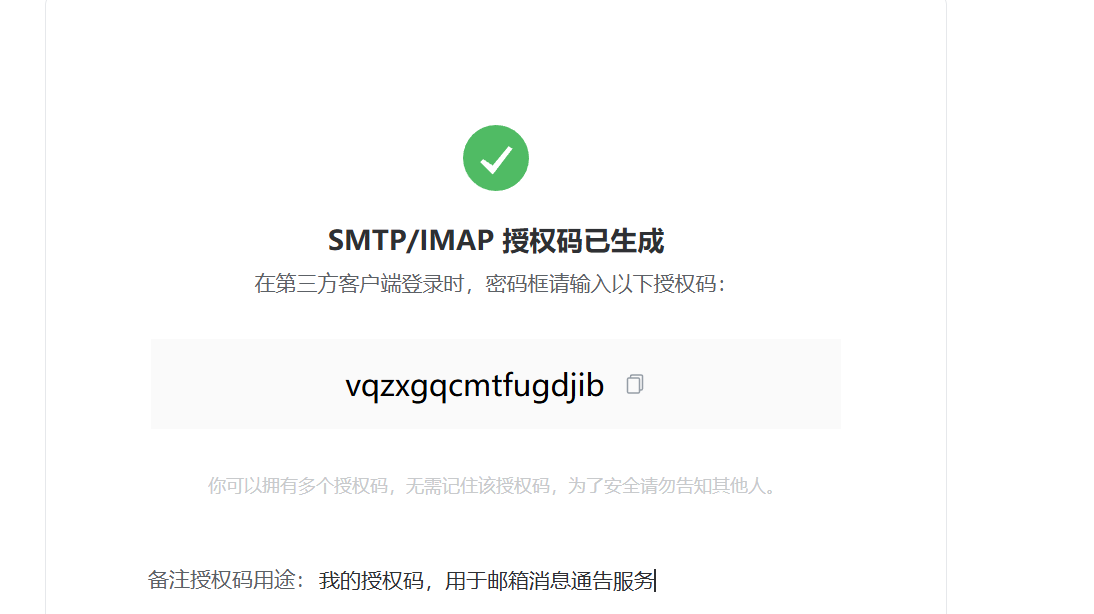 SMTP/IMAP 授权码已生成
在第三方客户端登录时，密码框请输入以下授权码：
vqzxgqcmtfugdjib
你可以拥有多个授权码，无需记住该授权码，为了安全请勿告知其他人。
备注授权码用途：我的授权码，用于邮箱消息通告服务